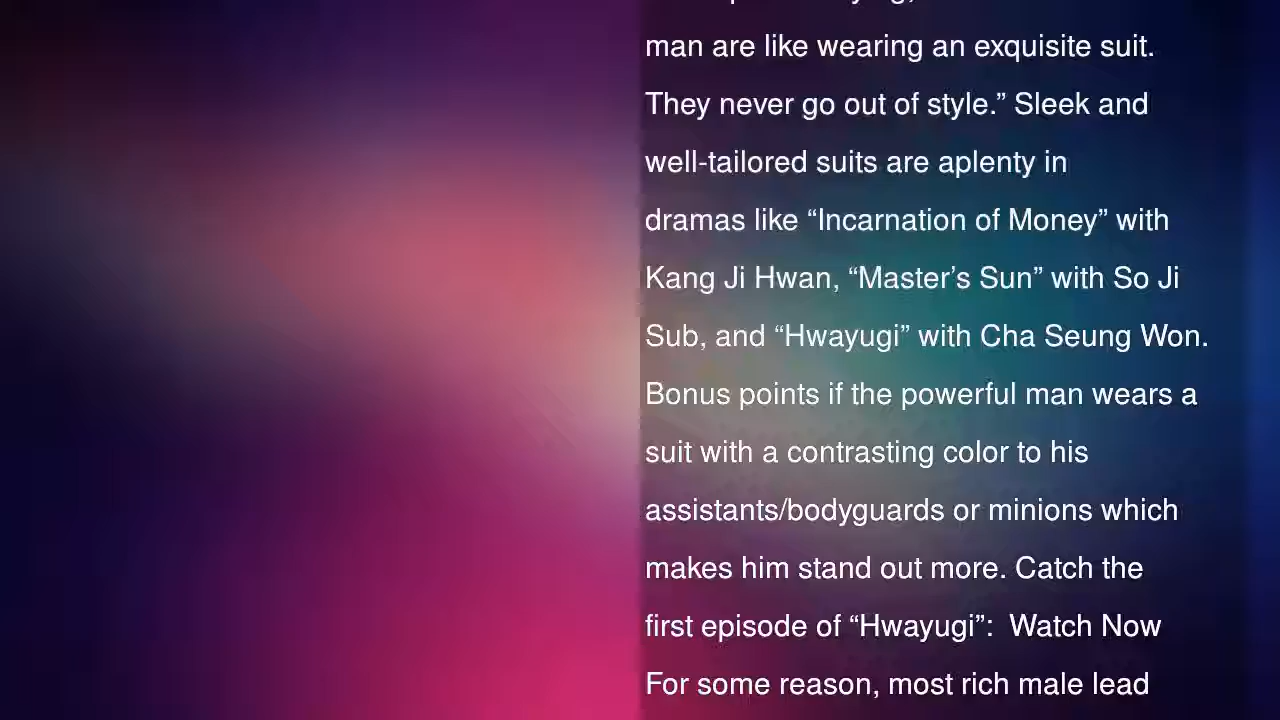 man are like wearing an exquisite suit.
They never go out of style.” Sleek and
well-tailored suits are aplenty in
dramas like “Incarnation of Money” with
Kang Ji Hwan, “Master’s Sun” with So Ji
Sub, and “Hwayugi” with Cha Seung Won.
Bonus points if the powerful man wears a
suit with a contrasting color to his
assistants/bodyguards or minions which
makes him stand out more. Catch the
first episode of “Hwayugi”:  Watch Now
For some reason, most rich male lead